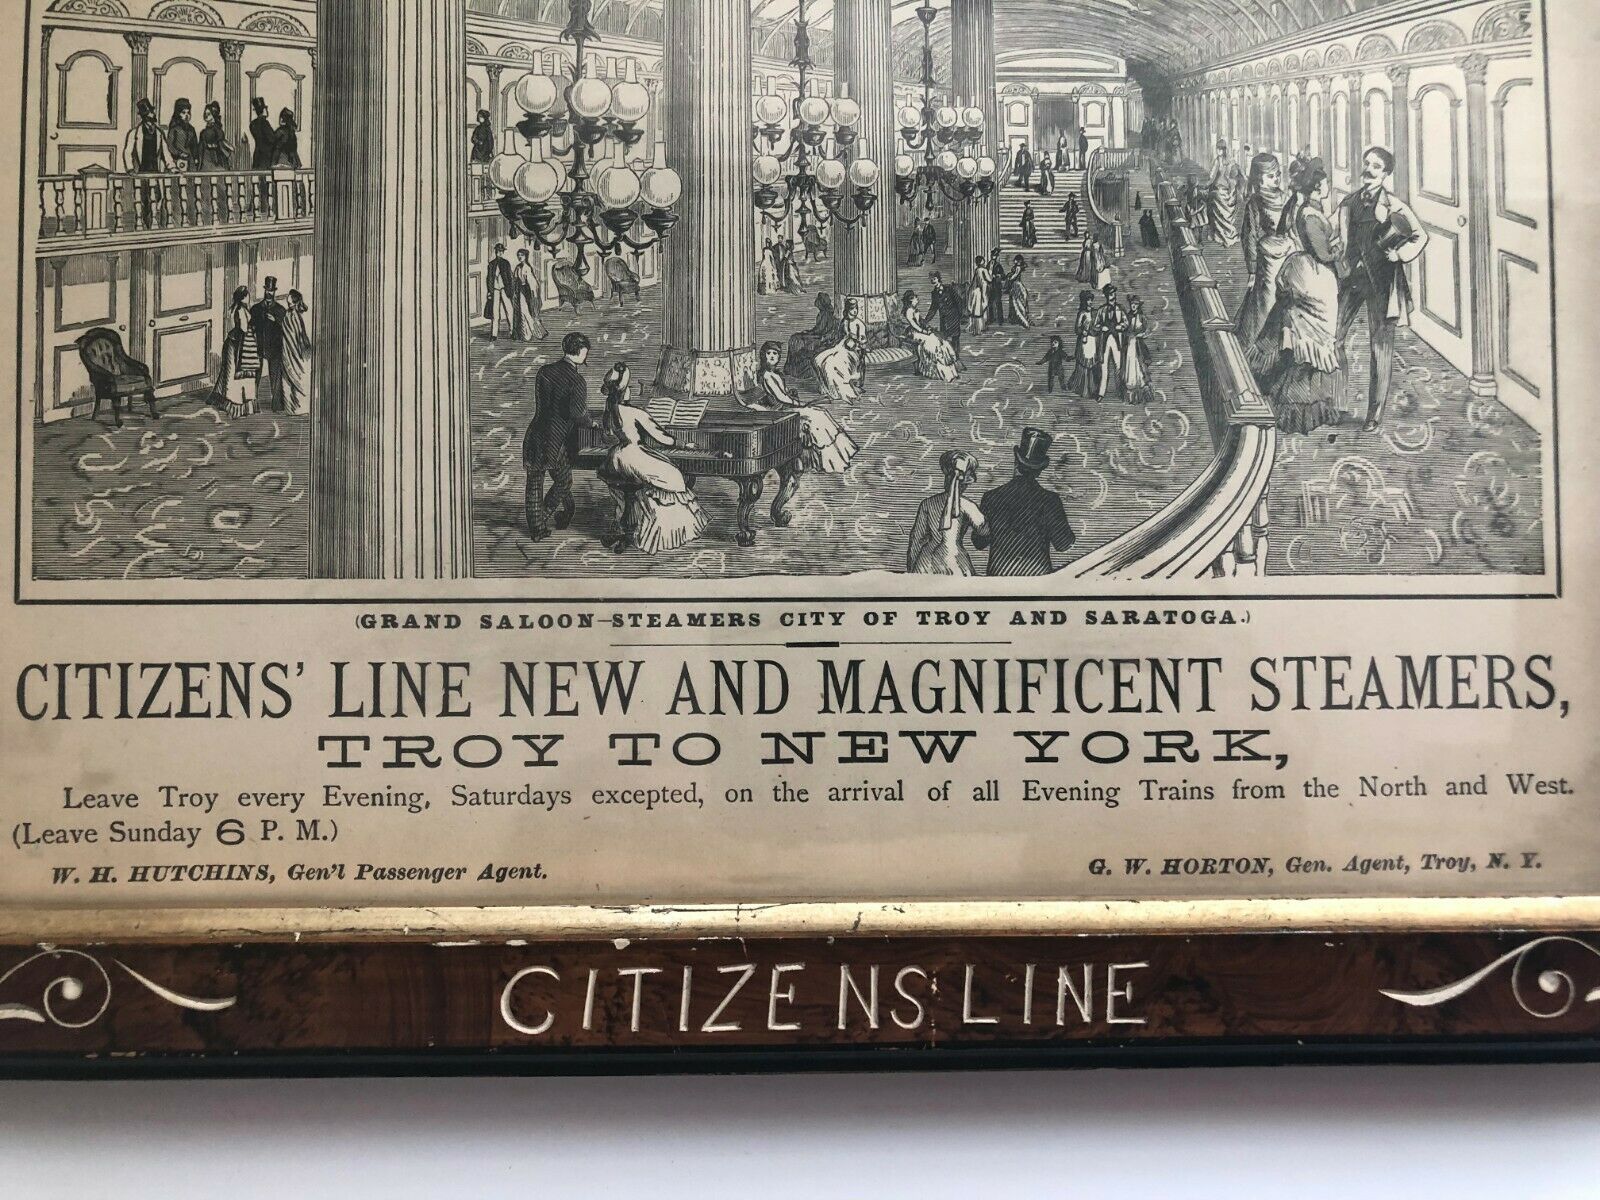 (GRAND SALOON—STEAMERS CITY OF TROY AND SARATOGA.)
CITIZENS' LINE NEW AND MAGNIFICENT STEAMERS,
TROY TO NEW YORK,
Leave Troy every Evening, Saturdays excepted, on the arrival of all Evening Trains from the North and West.
(Leave Sunday 6 P. M.)
W. H. HUTCHINS, Gen'l Passenger Agent.
G. W. HORTON, Gen. Agent, Troy, N. Y.
CITIZENS LINE